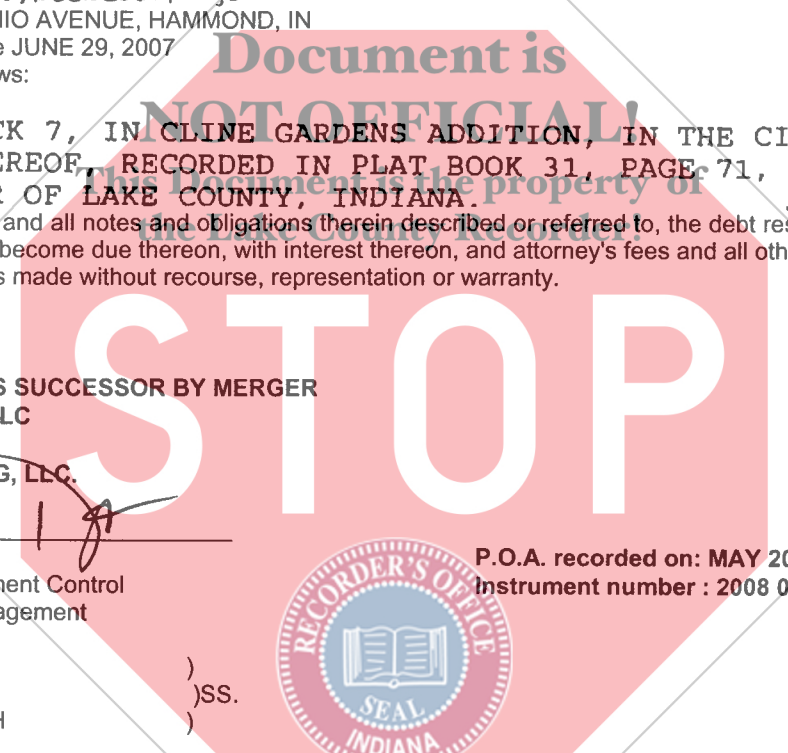 IO AVENUE, HAMMOND, IN
e JUNE 29, 2007
Document is
ws:
NOT OFFICIAL!
CK 7, IN CLINE GARDENS ADDITION, IN THE CI
EREOF, RECORDED IN PLAT BOOK 31, PAGE 71,
This Document is the property of
R OF LAKE COUNTY, INDIANA.
and all notes and obligations therein described or referred to, the debt res
the Lake County Recorder!
become due thereon, with interest thereon, and attorney's fees and all oth
s made without recourse, representation or warranty.
STOP
S SUCCESSOR BY MERGER
LC
G, LLC.
P.O.A. recorded on: MAY 20
Instrument number : 2008 0
ment Control
agement
RECORDER'S OFFICE
SEAL
INDIANA
)
)SS.
H )